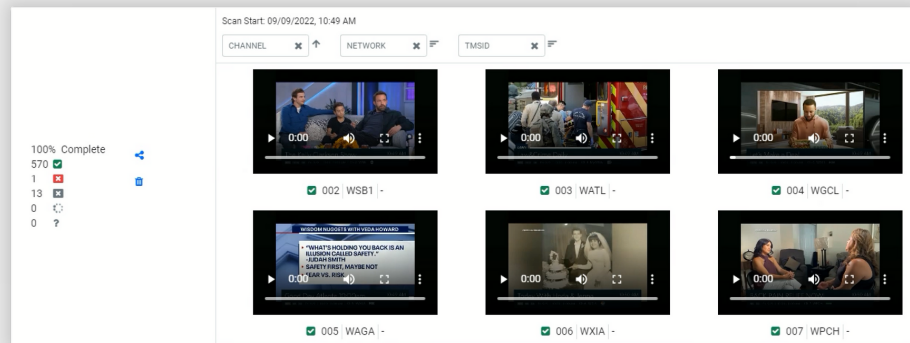 Scan Start: 09/09/2022, 10:49 AM
CHANNEL NETWORK TMSID
100% Complete
570
1
13
0
0 ?
0:00
0:00
0:00
002 WSB1 -
003 WATL -
004 WGCL -
WISDOM NUGGETS WITH VEDA HOWARD
• "WHAT'S HOLDING YOU BACK IS AN
ILLUSION CALLED SAFETY."
-JUDAH SMITH
• SAFETY FIRST, MAYBE NOT
FEAR VS. RISK
0:00
0:00
0:00
005 WAGA -
006 WXIA -
007 WPCH -